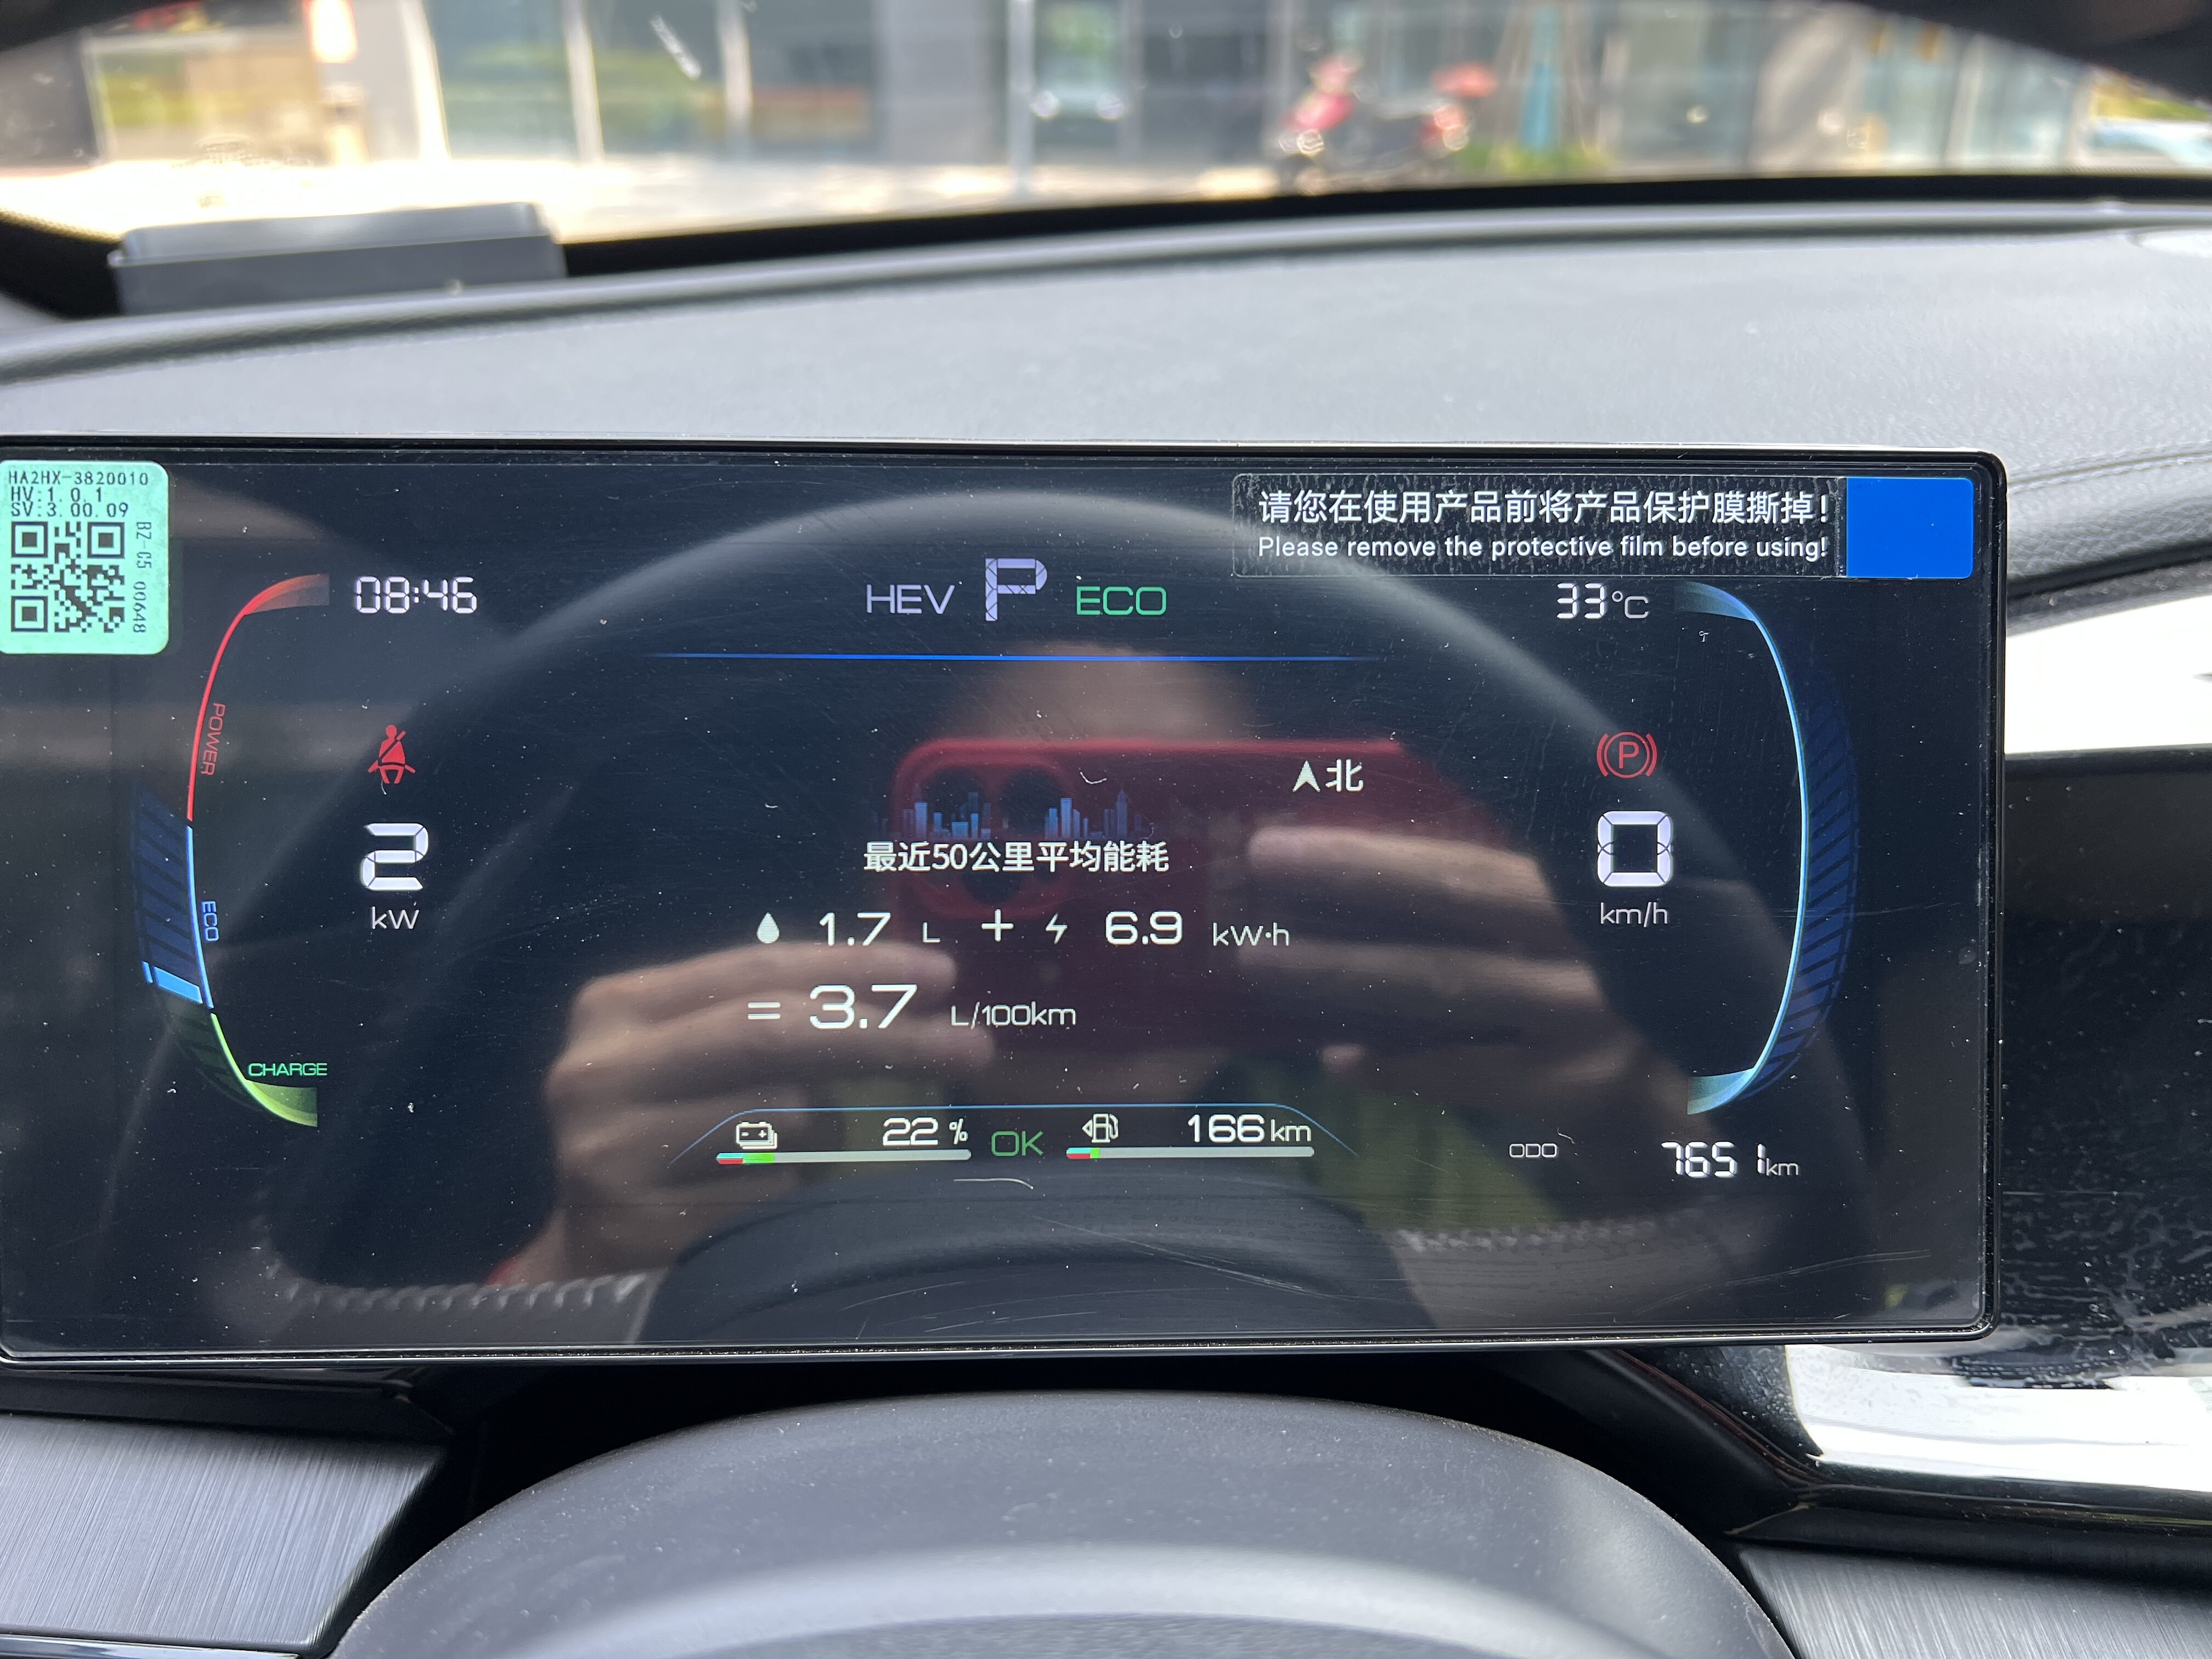 HA2HX-3820010
HV:1.0.1
SV:3.00.09
BZ-C5 00648
请您在使用产品前将产品保护膜撕掉！
Please remove the protective film before using!
08:46
HEV P ECO
33°C
POWER
北
2
kW
ECO
CHARGE
最近50公里平均能耗
1.7 L + 6.9 kW·h
= 3.7 L/100km
P
0
km/h
22 % OK 166 km
ODO 7651 km